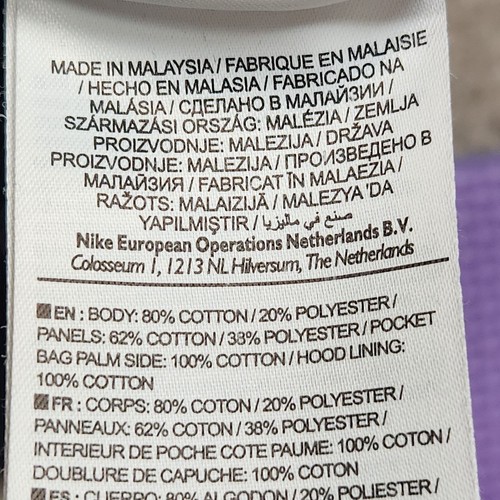 MADE IN MALAYSIA / FABRIQUE EN MALAISIE
/ HECHO EN MALASIA / FABRICADO NA
MALÁSIA / СДЕЛАНО В МАЛАЙЗИИ /
SZÁRMAZÁSI ORSZÁG: MALÉZIA / ZEMLJA
PROIZVODNJE: MALEZIJA / DRŽAVA
PROIZVODNJE: MALEZIJA / ПРОИЗВЕДЕНО В
МАЛАЙЗИЯ / FABRICAT ÎN MALAEZIA /
RAŽOTS: MALAIZIJĀ / MALEZYA 'DA
YAPILMIŞTIR / صنع في ماليزيا
Nike European Operations Netherlands B.V.
Colosseum 1, 1213 NL Hilversum, The Netherlands
EN : BODY: 80% COTTON / 20% POLYESTER /
PANELS: 62% COTTON / 38% POLYESTER / POCKET
BAG PALM SIDE: 100% COTTON / HOOD LINING:
100% COTTON
FR : CORPS: 80% COTON / 20% POLYESTER /
PANNEAUX: 62% COTON / 38% POLYESTER /
INTERIEUR DE POCHE COTE PAUME: 100% COTON /
DOUBLURE DE CAPUCHE: 100% COTON
ES : CUERPO: 80% ALGODON / 20% POLIESTER /